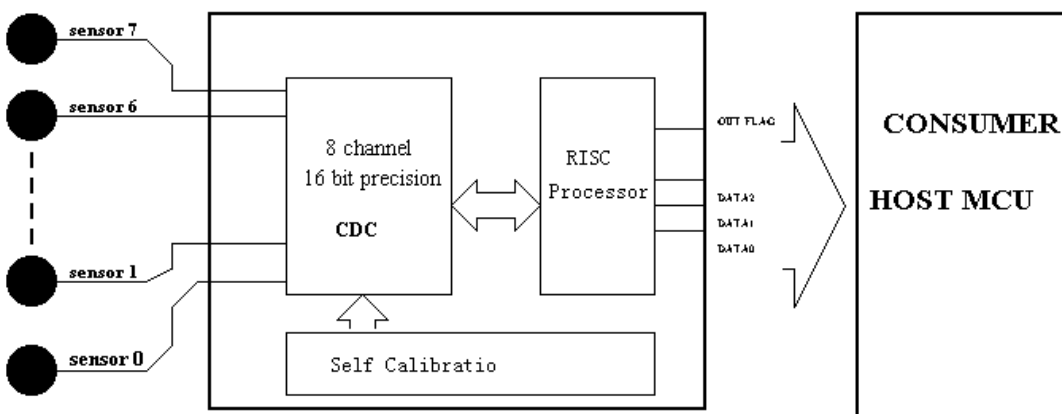 sensor 7
sensor 6
sensor 1
sensor 0
8 channel
16 bit precision
CDC
RISC
Processor
Self Calibratio
OUT FLAG
DATA2
DATA1
DATA0
CONSUMER
HOST MCU